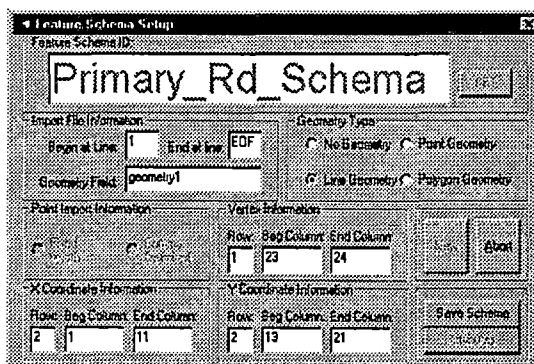 Feature Schema Setup
Feature Schema ID:
Primary_Rd_Schema
Import File Information
Begin at Line: 1 End at line: EOF
Geometry Field: geometry1
Geometry Type
No Geometry Point Geometry
Line Geometry Polygon Geometry
Point Import Information
Vertex Information
Row: Beg Column: End Column:
1 23 24
Abort
X Coordinate Information
Row: Beg Column: End Column:
2 1 11
Y Coordinate Information
Row: Beg Column: End Column:
2 13 21
Save Schema